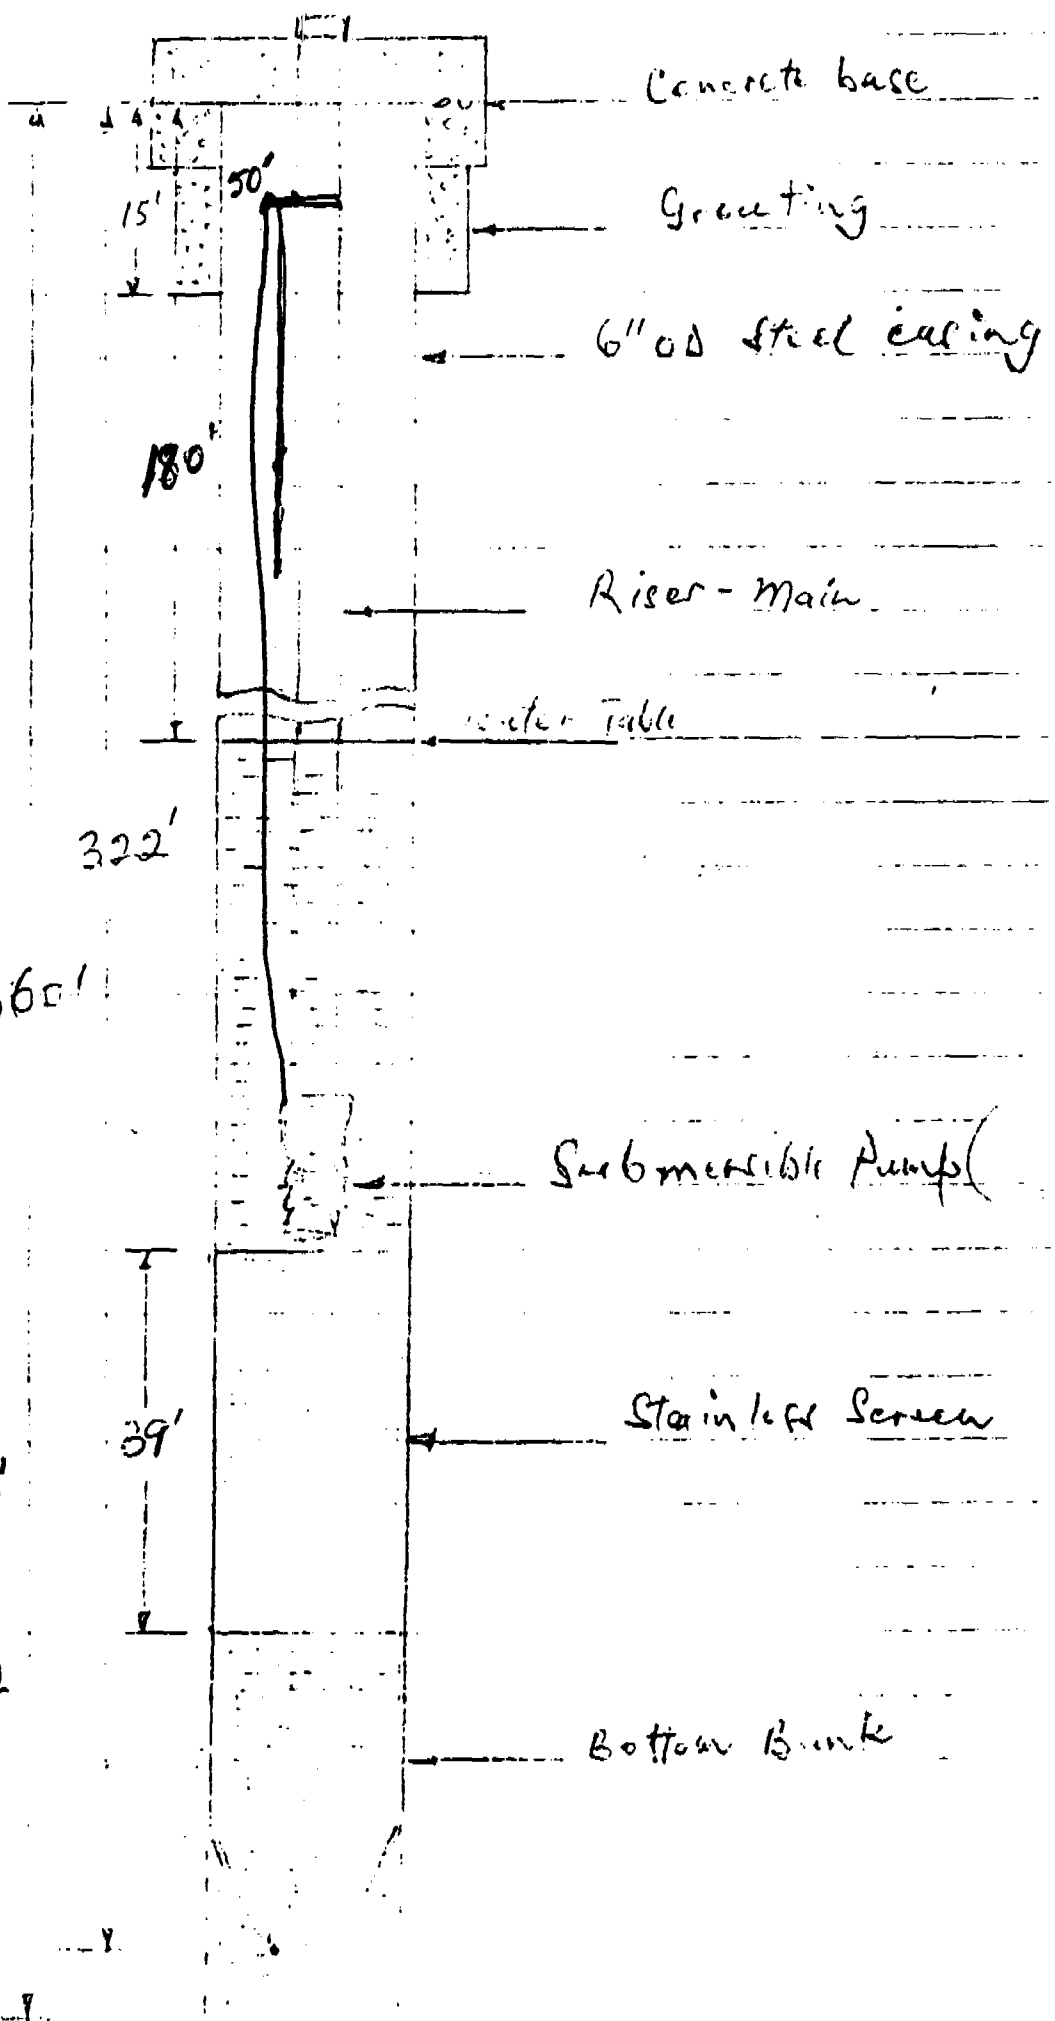 Concrete base
50'
15'
Grouting
6" OD Steel casing
180'
Riser - Main
Water Table
322'
60'
Submersible Pump(
39'
Stainless Screen
Bottom